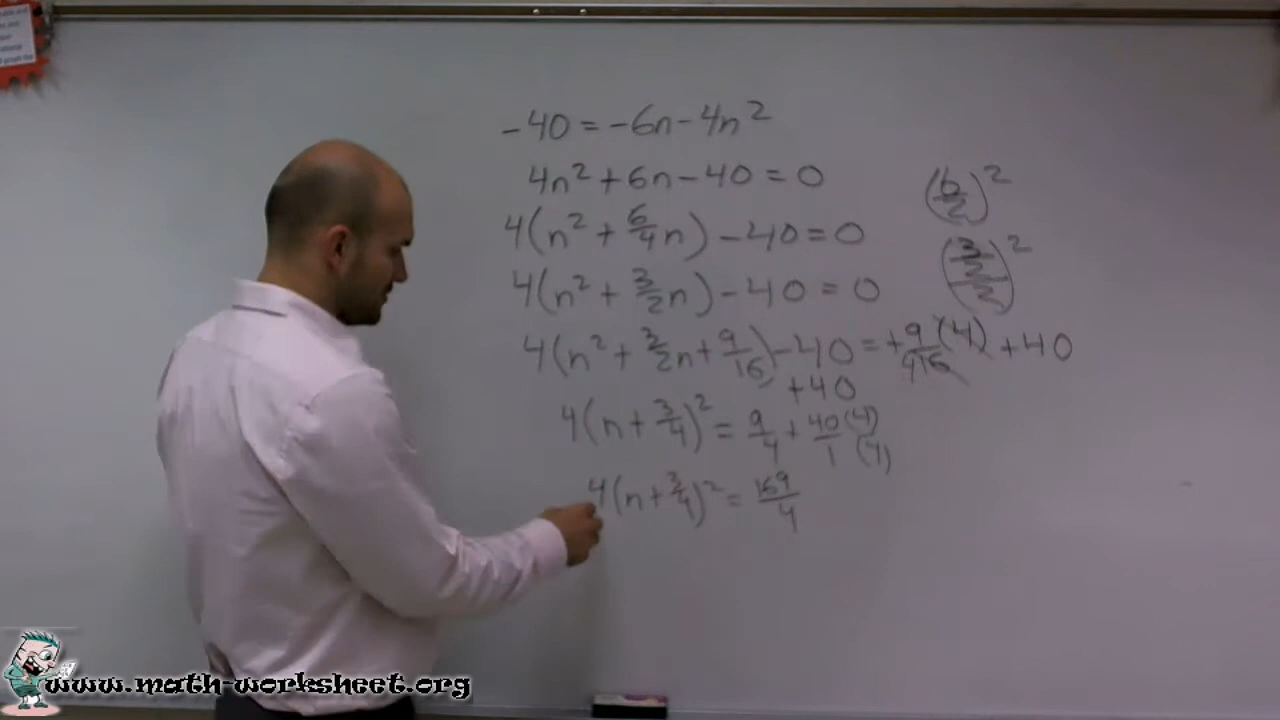 -40 = -6n - 4n²
4n² + 6n - 40 = 0
(6/2)²
4(n² + 6/4 n) - 40 = 0
(3/2/2)²
4(n² + 3/2 n) - 40 = 0
4(n² + 3/2 n + 9/16) - 40 = + 9/416 (4) + 40
+40
4(n + 3/4)² = 9/4 + 40/1 (4)/(4)
4(n + 3/4)² = 169/4
www.math-worksheet.org